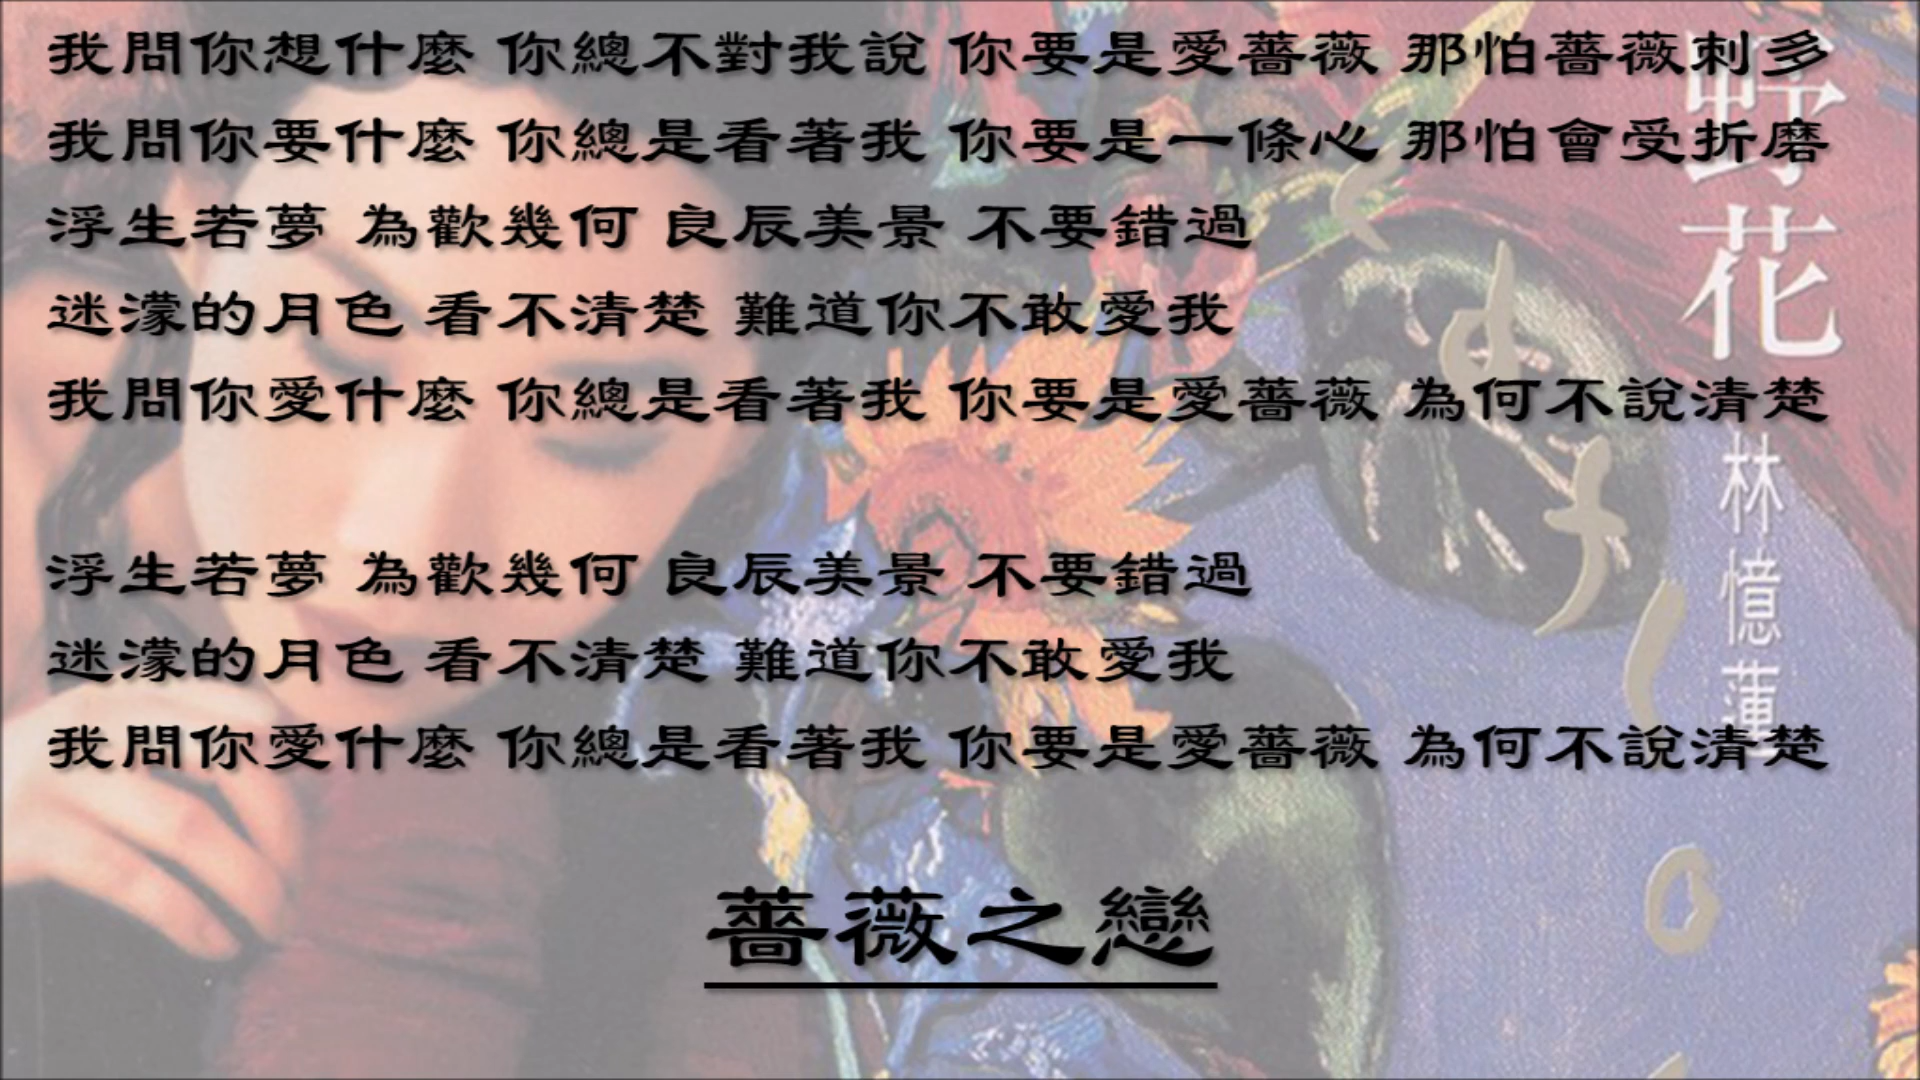 我問你想什麼 你總不對我說 你要是愛薔薇 那怕薔薇刺多
我問你要什麼 你總是看著我 你要是一條心 那怕會受折磨
浮生若夢 為歡幾何 良辰美景 不要錯過
迷濛的月色 看不清楚 難道你不敢愛我
我問你愛什麼 你總是看著我 你要是愛薔薇 為何不說清楚
浮生若夢 為歡幾何 良辰美景 不要錯過
迷濛的月色 看不清楚 難道你不敢愛我
我問你愛什麼 你總是看著我 你要是愛薔薇 為何不說清楚
薔薇之戀
野花
林憶蓮